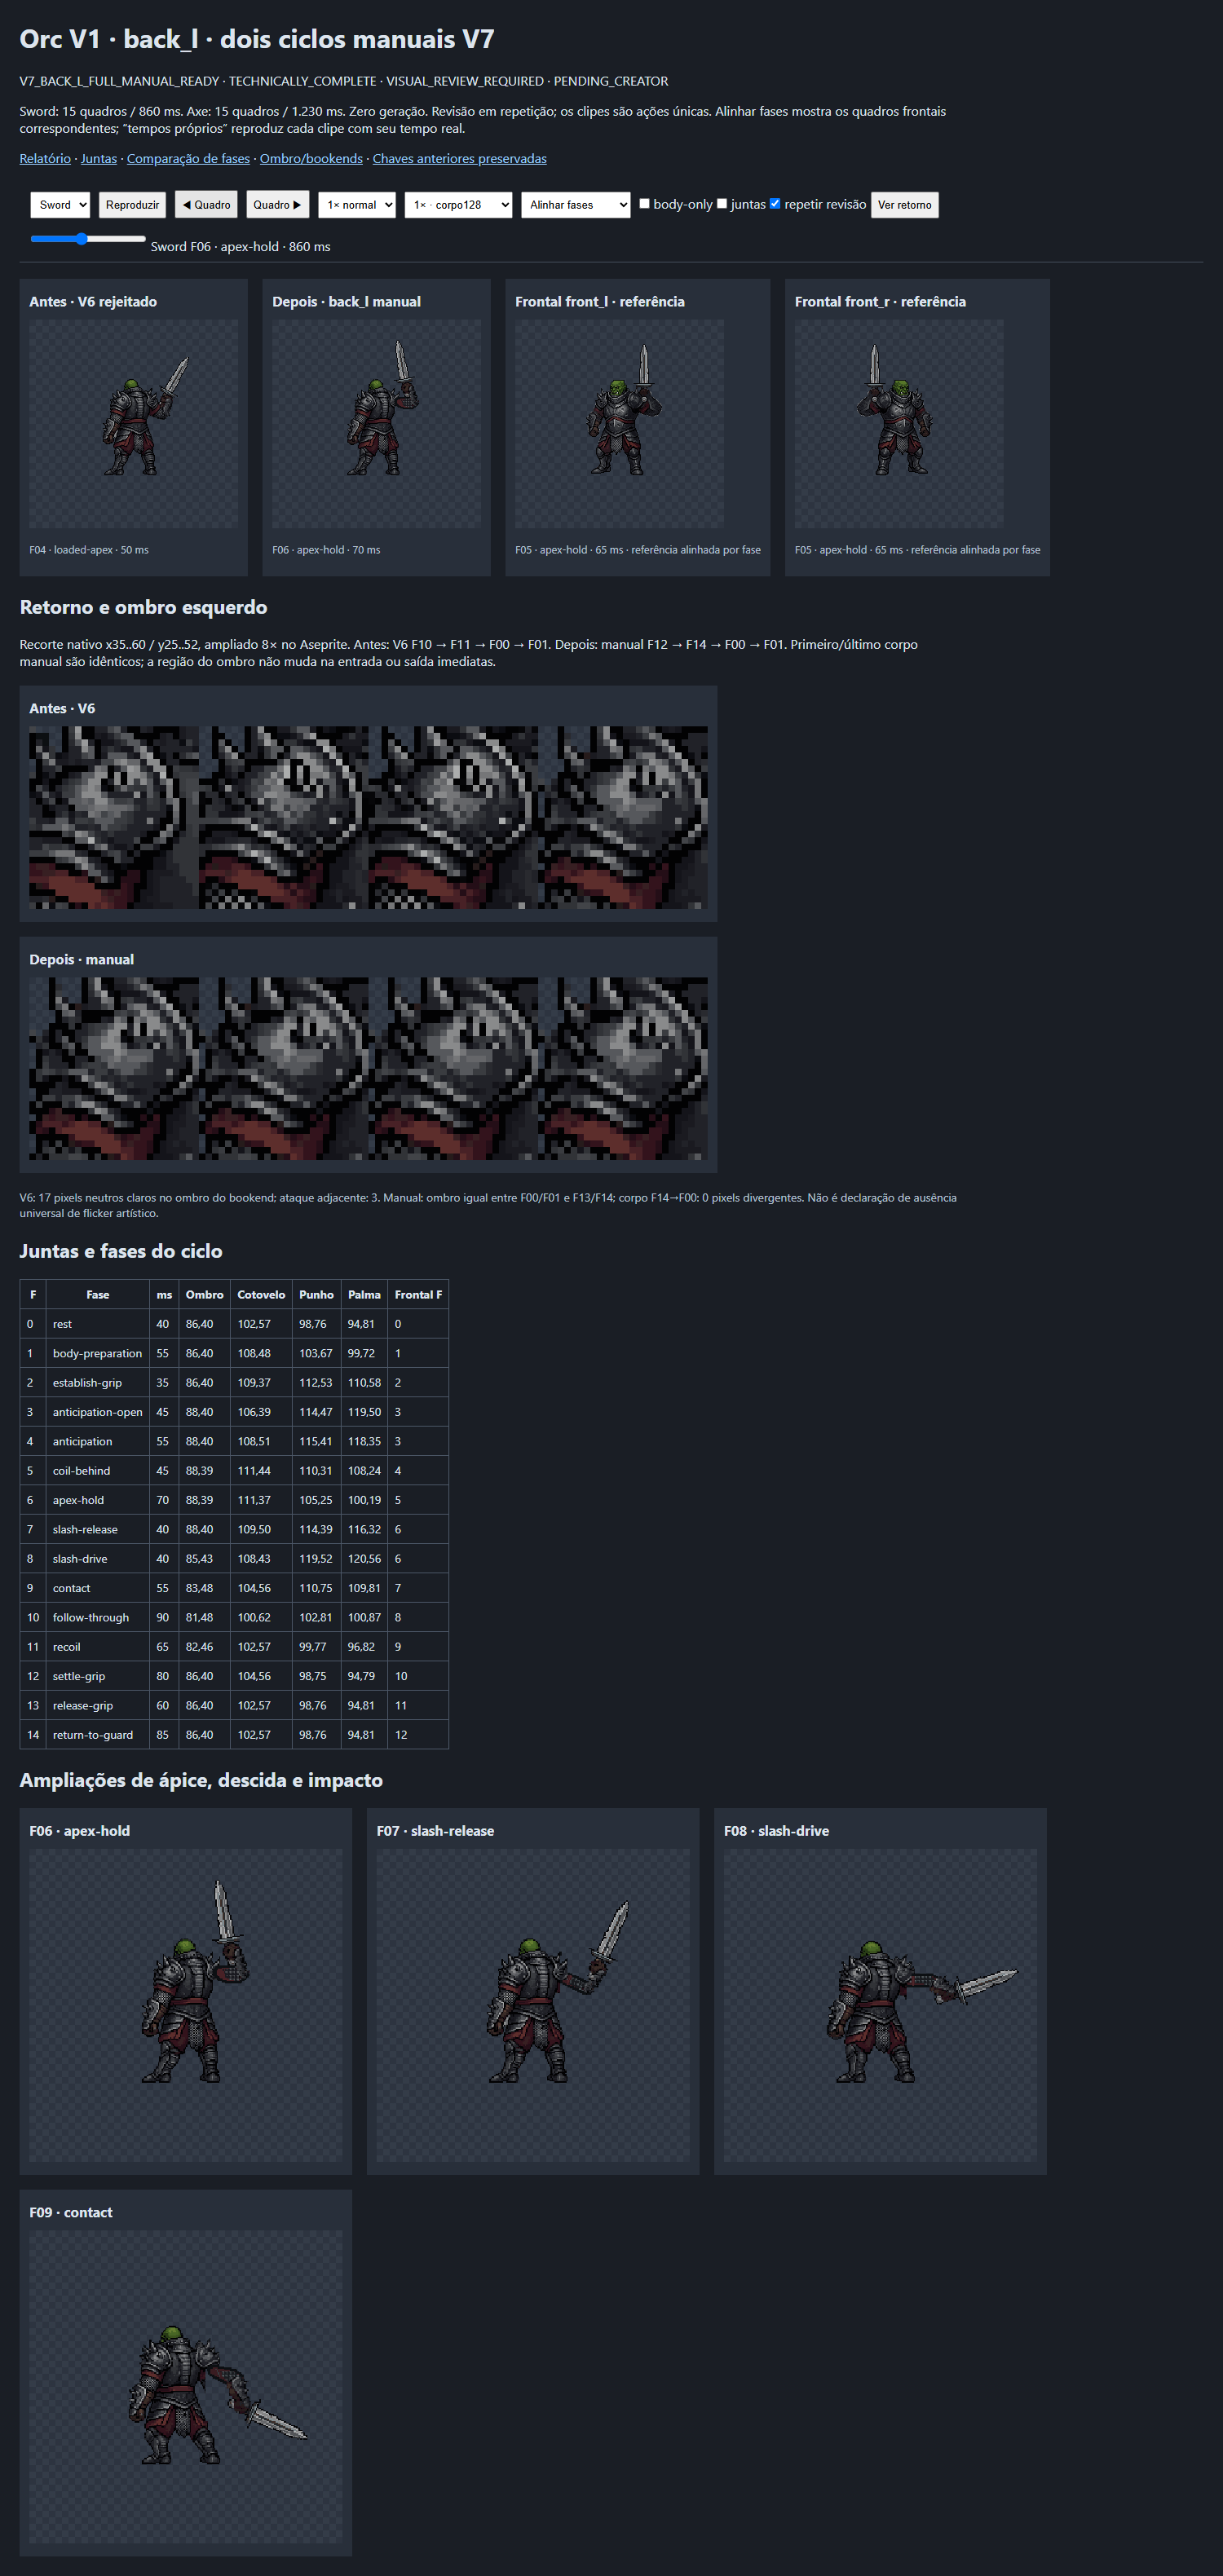 Orc V1 · back_l · dois ciclos manuais V7
V7_BACK_L_FULL_MANUAL_READY · TECHNICALLY_COMPLETE · VISUAL_REVIEW_REQUIRED · PENDING_CREATOR
Sword: 15 quadros / 860 ms. Axe: 15 quadros / 1.230 ms. Zero geração. Revisão em repetição; os clipes são ações únicas. Alinhar fases mostra os quadros frontais
correspondentes; “tempos próprios” reproduz cada clipe com seu tempo real.
Relatório · Juntas · Comparação de fases · Ombro/bookends · Chaves anteriores preservadas
Sword Reproduzir ◀ Quadro Quadro ▶ 1× normal 1× · corpo128 Alinhar fases body-only juntas repetir revisão Ver retorno
Sword F06 · apex-hold · 860 ms
Antes · V6 rejeitado
F04 · loaded-apex · 50 ms
Depois · back_l manual
F06 · apex-hold · 70 ms
Frontal front_l · referência
F05 · apex-hold · 65 ms · referência alinhada por fase
Frontal front_r · referência
F05 · apex-hold · 65 ms · referência alinhada por fase
Retorno e ombro esquerdo
Recorte nativo x35..60 / y25..52, ampliado 8× no Aseprite. Antes: V6 F10 → F11 → F00 → F01. Depois: manual F12 → F14 → F00 → F01. Primeiro/último corpo
manual são idênticos; a região do ombro não muda na entrada ou saída imediatas.
Antes · V6
Depois · manual
V6: 17 pixels neutros claros no ombro do bookend; ataque adjacente: 3. Manual: ombro igual entre F00/F01 e F13/F14; corpo F14→F00: 0 pixels divergentes. Não é declaração de ausência
universal de flicker artístico.
Juntas e fases do ciclo
F Fase ms Ombro Cotovelo Punho Palma Frontal F
0 rest 40 86,40 102,57 98,76 94,81 0
1 body-preparation 55 86,40 108,48 103,67 99,72 1
2 establish-grip 35 86,40 109,37 112,53 110,58 2
3 anticipation-open 45 88,40 106,39 114,47 119,50 3
4 anticipation 55 88,40 108,51 115,41 118,35 3
5 coil-behind 45 88,39 111,44 110,31 108,24 4
6 apex-hold 70 88,39 111,37 105,25 100,19 5
7 slash-release 40 88,40 109,50 114,39 116,32 6
8 slash-drive 40 85,43 108,43 119,52 120,56 6
9 contact 55 83,48 104,56 110,75 109,81 7
10 follow-through 90 81,48 100,62 102,81 100,87 8
11 recoil 65 82,46 102,57 99,77 96,82 9
12 settle-grip 80 86,40 104,56 98,75 94,79 10
13 release-grip 60 86,40 102,57 98,76 94,81 11
14 return-to-guard 85 86,40 102,57 98,76 94,81 12
Ampliações de ápice, descida e impacto
F06 · apex-hold
F07 · slash-release
F08 · slash-drive
F09 · contact